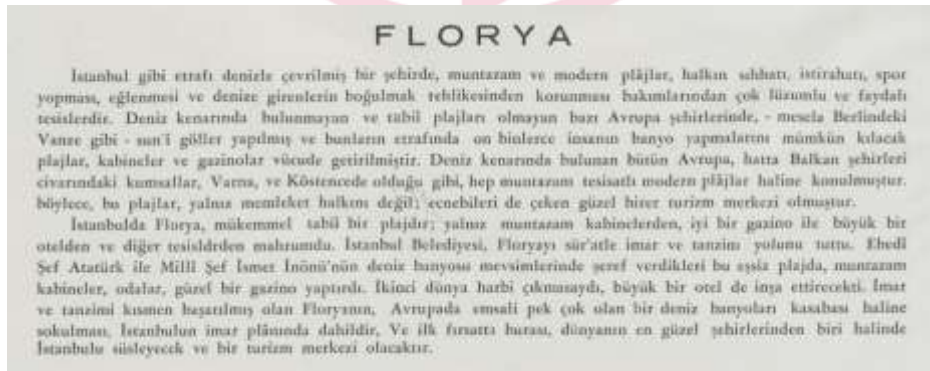 FLORYA
İstanbul gibi etrafı denizle çevrilmiş bir şehirde, muntazam ve modern plâjlar, halkın sıhhatı, istirahatı, spor
yapması, eğlenmesi ve denize girenlerin boğulmak tehlikesinden korunması bakımlarından çok lüzumlu ve faydalı
tesislerdir. Deniz kenarında bulunmayan ve tabiî plajları olmayan bazı Avrupa şehirlerinde, - mesela Berlindeki
Vanze gibi - sun'î göller yapılmış ve bunların etrafında on binlerce insanın banyo yapmalarını mümkün kılacak
plajlar, kabineler ve gazinolar vücude getirilmiştir. Deniz kenarında bulunan bütün Avrupa, hatta Balkan şehirleri
civarındaki kumsallar, Varna, ve Köstencede olduğu gibi, hep muntazam tesisatlı modern plâjlar haline konulmuştur.
böylece, bu plajlar, yalnız memleket halkını değil; ecnebileri de çeken güzel birer turizm merkezi olmuştur.
İstanbulda Florya, mükemmel tabiî bir plajdır; yalnız muntazam kabinelerden, iyi bir gazino ile büyük bir
otelden ve diğer tesislerden mahrumdu. İstanbul Belediyesi, Floryayı sür'atle imar ve tanzim yolunu tuttu. Ebedî
Şef Atatürk ile Millî Şef İsmet İnönü'nün deniz banyosu mevsimlerinde şeref verdikleri bu eşsiz plajda, muntazam
kabineler, odalar, güzel bir gazino yaptırdı. İkinci dünya harbi çıkmasaydı, büyük bir otel de inşa ettirecekti. İmar
ve tanzimi kısmen başarılmış olan Floryanın, Avrupada emsali pek çok olan bir deniz banyoları kasabası haline
sokulması, İstanbulun imar plânında dahildir, Ve ilk fırsatta burası, dünyanın en güzel şehirlerinden biri halinde
İstanbulu süsleyecek ve bir turizm merkezi olacaktır.